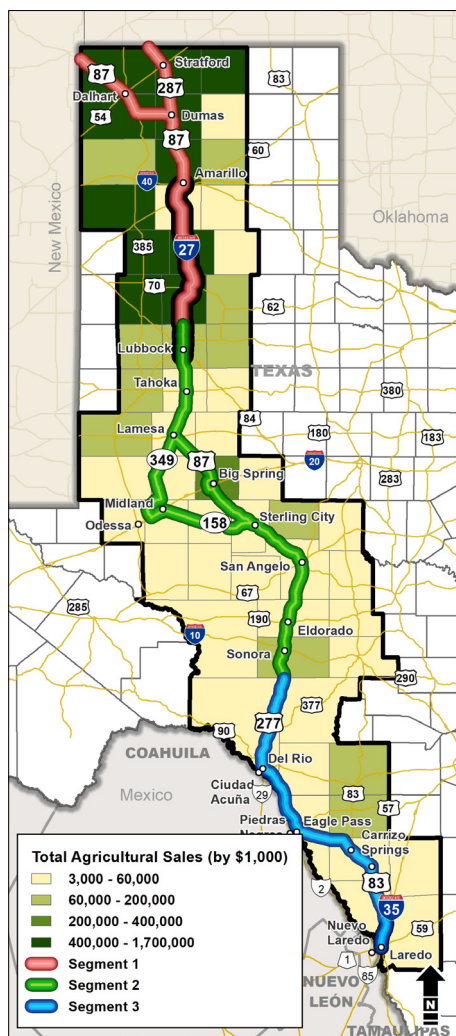 87
Stratford
83
287
Dalhart
54
Dumas
87
60
Amarillo
40
New Mexico
Oklahoma
385
27
70
62
Lubbock
TEXAS
Tahoka
380
84
Lamesa
180
183
349
87
20
Big Spring
283
Midland
158
Sterling City
Odessa
San Angelo
67
285
190
Eldorado
10
Sonora
290
277
377
90
COAHUILA
Del Rio
Ciudad
Acuña
29
Mexico
83
57
Piedras
Eagle Pass
Negras
Carrizo
Springs
Total Agricultural Sales (by $1,000)
3,000 - 60,000
60,000 - 200,000
200,000 - 400,000
400,000 - 1,700,000
Segment 1
Segment 2
Segment 3
2
83
35
59
Nuevo
Laredo
Laredo
1
85
NUEVO
LEÓN
N
TAMAULIPAS